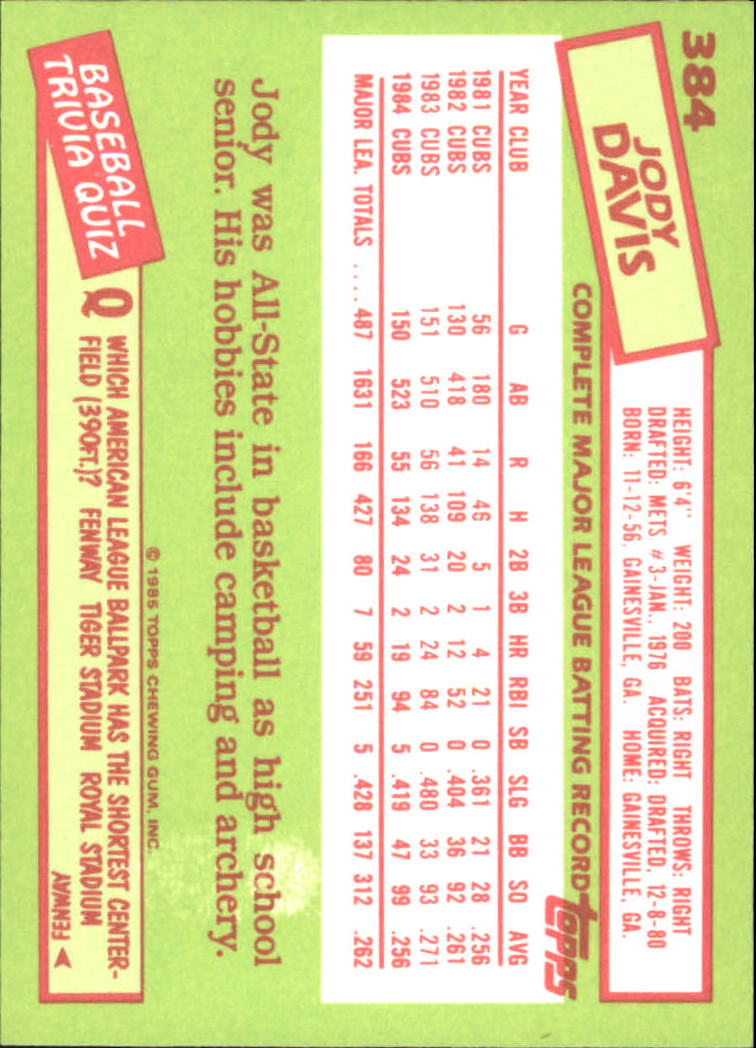 384
JODY
DAVIS
HEIGHT: 6'4" WEIGHT: 200 BATS: RIGHT THROWS: RIGHT
DRAFTED: METS #3-JAN., 1976 ACQUIRED: DRAFTED, 12-8-80
BORN: 11-12-56, GAINESVILLE, GA. HOME: GAINESVILLE, GA.
COMPLETE MAJOR LEAGUE BATTING RECORD topps
YEAR CLUB G AB R H 2B 3B HR RBI SB SLG BB SO AVG
1981 CUBS 56 180 14 46 5 1 4 21 0 .361 21 28 .256
1982 CUBS 130 418 41 109 20 2 12 52 0 .404 36 92 .261
1983 CUBS 151 510 56 138 31 2 24 84 0 .480 33 93 .271
1984 CUBS 150 523 55 134 24 2 19 94 5 .419 47 99 .256
MAJOR LEA. TOTALS .... 487 1631 166 427 80 7 59 251 5 .428 137 312 .262
Jody was All-State in basketball as high school
senior. His hobbies include camping and archery.
© 1985 TOPPS CHEWING GUM, INC.
BASEBALL
TRIVIA QUIZ
Q WHICH AMERICAN LEAGUE BALLPARK HAS THE SHORTEST CENTER-
FIELD (390FT.)? FENWAY TIGER STADIUM ROYAL STADIUM
FENWAY